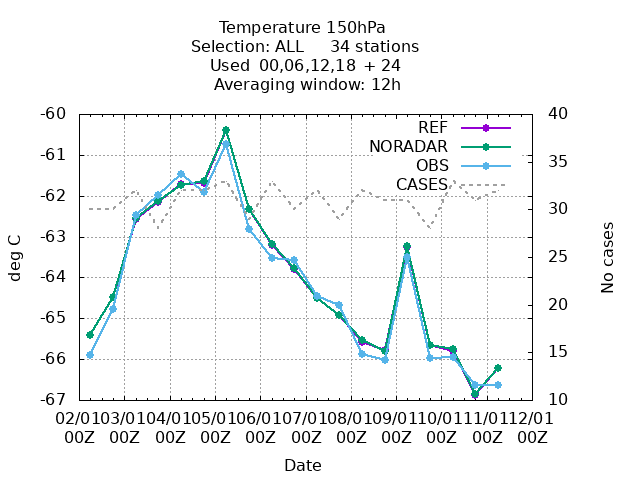 Temperature 150hPa
Selection: ALL 34 stations
Used 00,06,12,18 + 24
Averaging window: 12h
REF
NORADAR
OBS
CASES
-60
-61
-62
-63
-64
-65
-66
-67
40
35
30
25
20
15
10
deg C
No cases
02/01 03/01 04/01 05/01 06/01 07/01 08/01 09/01 10/01 11/01 12/01
00Z 00Z 00Z 00Z 00Z 00Z 00Z 00Z 00Z 00Z 00Z
Date